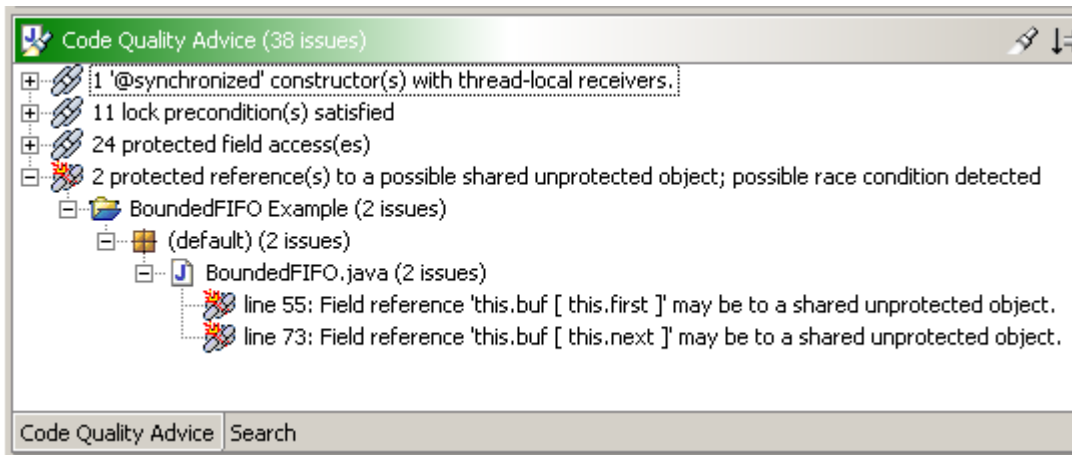 Code Quality Advice (38 issues)
1 '@synchronized' constructor(s) with thread-local receivers.
11 lock precondition(s) satisfied
24 protected field access(es)
2 protected reference(s) to a possible shared unprotected object; possible race condition detected
BoundedFIFO Example (2 issues)
(default) (2 issues)
BoundedFIFO.java (2 issues)
line 55: Field reference 'this.buf [ this.first ]' may be to a shared unprotected object.
line 73: Field reference 'this.buf [ this.next ]' may be to a shared unprotected object.
Code Quality Advice Search